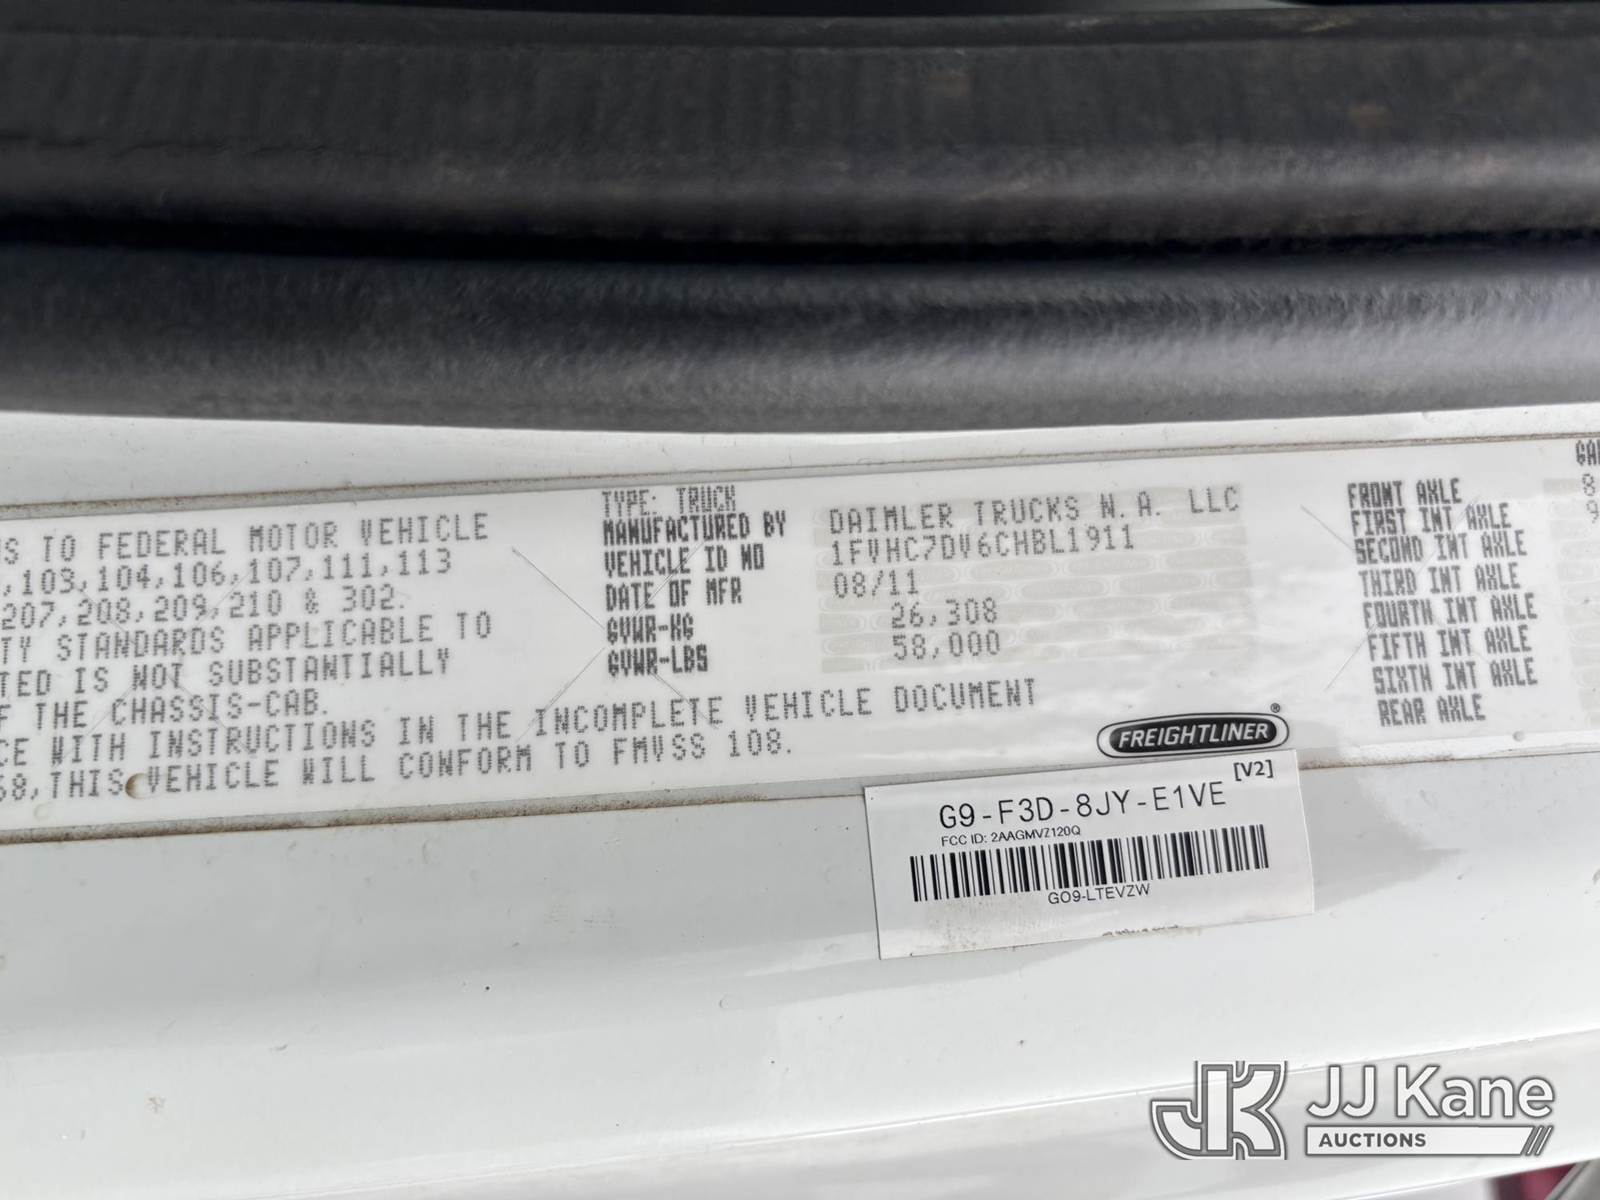 S TO FEDERAL MOTOR VEHICLE
,103,104,106,107,111,113
207,208,209,210 & 302.
TY STANDARDS APPLICABLE TO
TED IS NOT SUBSTANTIALLY
F THE CHASSIS-CAB.
CE WITH INSTRUCTIONS IN THE INCOMPLETE VEHICLE DOCUMENT
68,THIS VEHICLE WILL CONFORM TO FMVSS 108.
TYPE: TRUCK
MANUFACTURED BY DAIMLER TRUCKS N.A. LLC
VEHICLE ID NO 1FVHC7DV6CHBL1911
DATE OF MFR 08/11
GVWR-KG 26,308
GVWR-LBS 58,000
GA
FRONT AXLE 8
FIRST INT AXLE 9
SECOND INT AXLE
THIRD INT AXLE
FOURTH INT AXLE
FIFTH INT AXLE
SIXTH INT AXLE
REAR AXLE
FREIGHTLINER ®
[V2]
G9-F3D-8JY-E1VE
FCC ID: 2AAGMVZ120Q
GO9-LTEVZW
JK JJ Kane
AUCTIONS